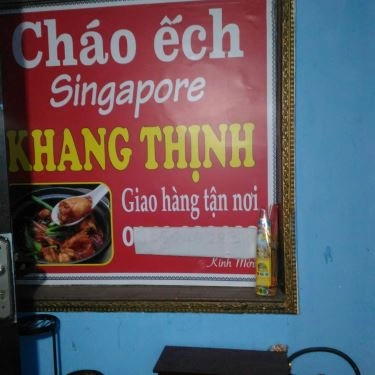 Cháo ếch
Singapore
KHANG THỊNH
Giao hàng tận nơi
Kính Mời